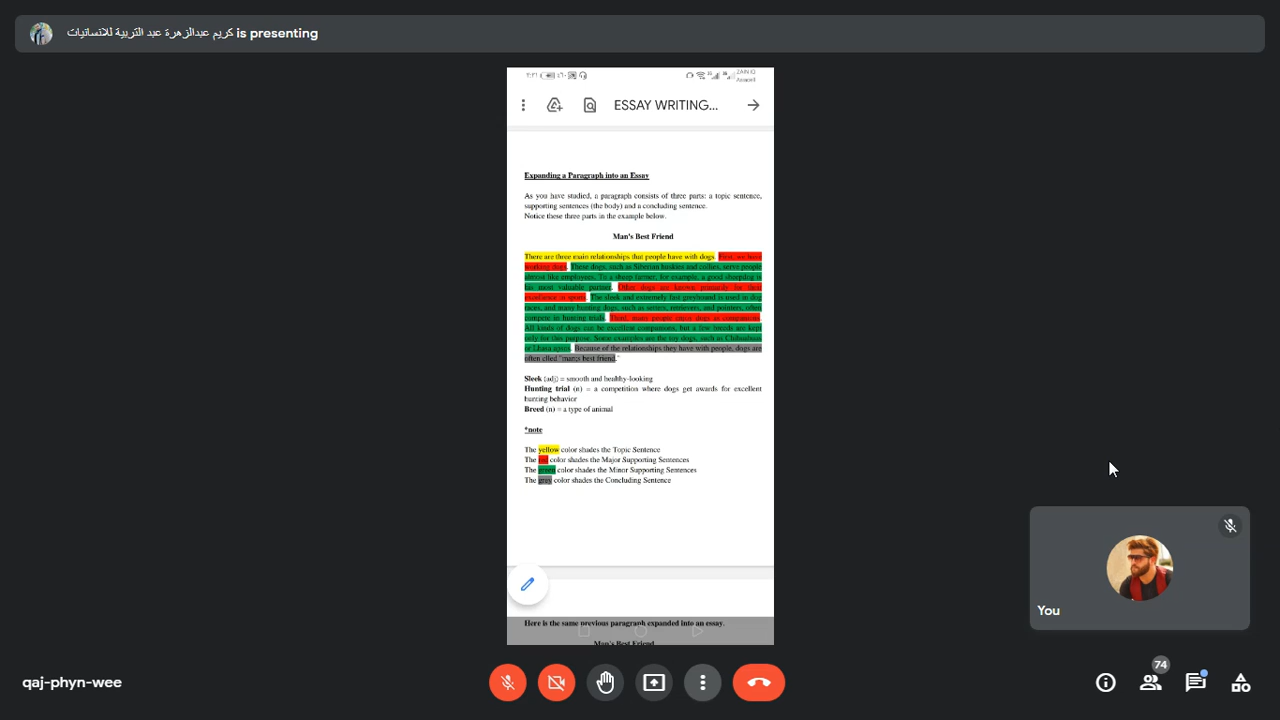 كريم عبدالزهرة عبد التربية للانسانيات is presenting
ZAIN IQ
ESSAY WRITING...
Expanding a Paragraph into an Essay
As you have studied, a paragraph consists of three parts: a topic sentence,
supporting sentences (the body) and a concluding sentence.
Notice these three parts in the example below.
Man's Best Friend
There are three main relationships that people have with dogs. First, we have
working dogs. These dogs, such as Siberian huskies and collies, serve people
almost like employees. To a sheep farmer, for example, a good sheepdog is
his most valuable partner. Other dogs are known primarily for their
excellence in sports. The sleek and extremely fast greyhound is used in dog
races, and many hunting dogs, such as setters, retrievers, and pointers, often
compete in hunting trials. Third, many people enjoy dogs as companions.
All kinds of dogs can be excellent companions, but a few breeds are kept
only for this purpose. Some examples are the toy dogs, such as Chihuahuas
or Lhasa apsos. Because of the relationships they have with people, dogs are
often clled "man's best friend."
Sleek (adj) = smooth and healthy-looking
Hunting trial (n) = a competition where dogs get awards for excellent
hunting behavior
Breed (n) = a type of animal
*note
The yellow color shades the Topic Sentence
The red color shades the Major Supporting Sentences
The green color shades the Minor Supporting Sentences
The grey color shades the Concluding Sentence
Here is the same previous paragraph expanded into an essay.
Man's Best Friend
You
qaj-phyn-wee
74